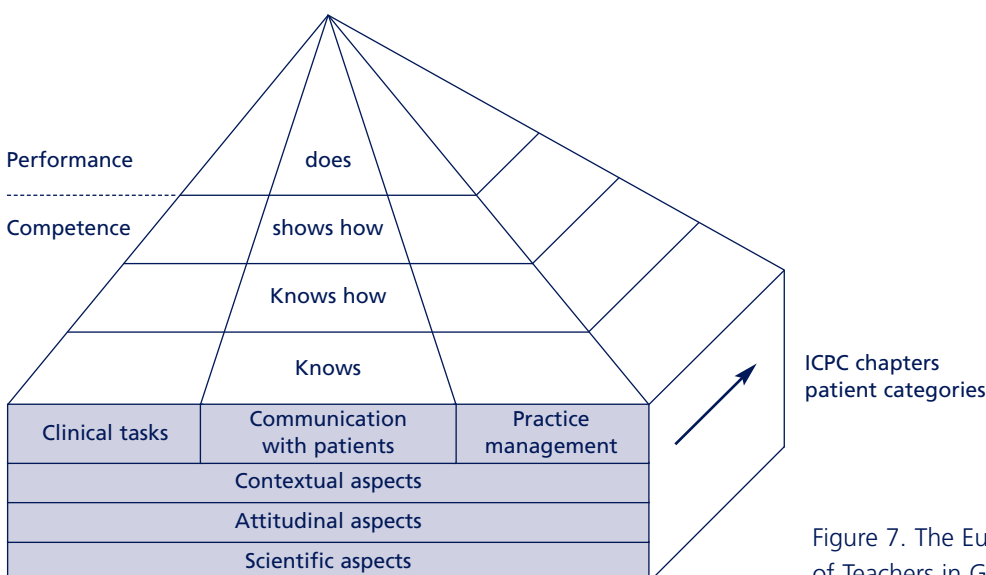 Performance
does
Competence
shows how
Knows how
Knows
ICPC chapters
patient categories
Clinical tasks
Communication
with patients
Practice
management
Contextual aspects
Attitudinal aspects
Scientific aspects
Figure 7. The Eu
of Teachers in G